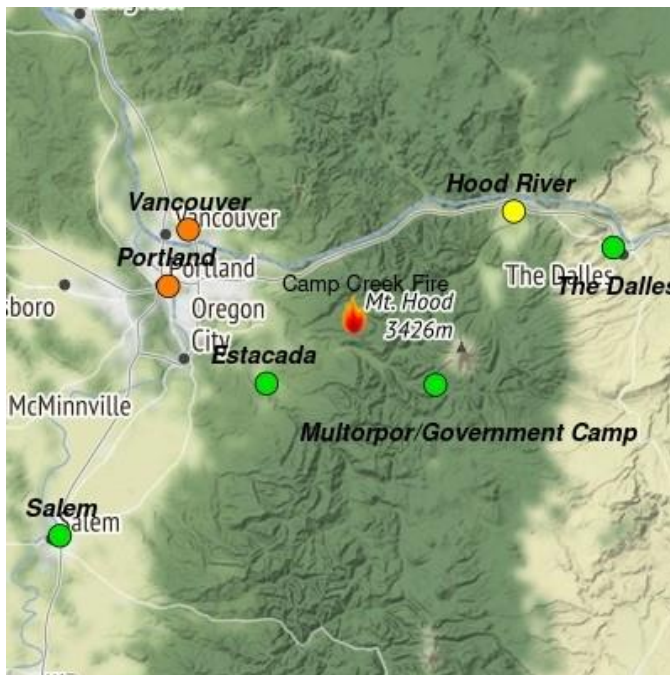 Vancouver
Vancouver
Portland
Portland
Hood River
The Dalles
The Dalles
Camp Creek Fire
Mt. Hood
3426m
Oregon
City
Estacada
McMinnville
Multorpor/Government Camp
Salem
Salem